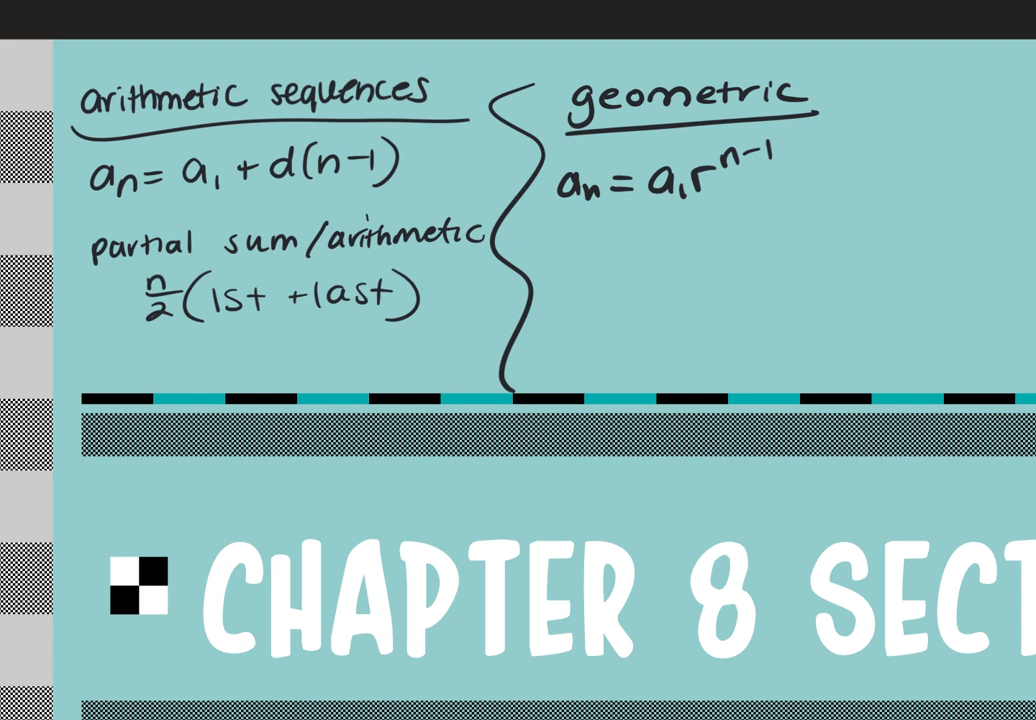 arithmetic sequences
aₙ = a₁ + d(n-1)
partial sum/arithmetic
n/2 (1st + last)
geometric
aₙ = a₁rⁿ⁻¹
CHAPTER 8 SECT